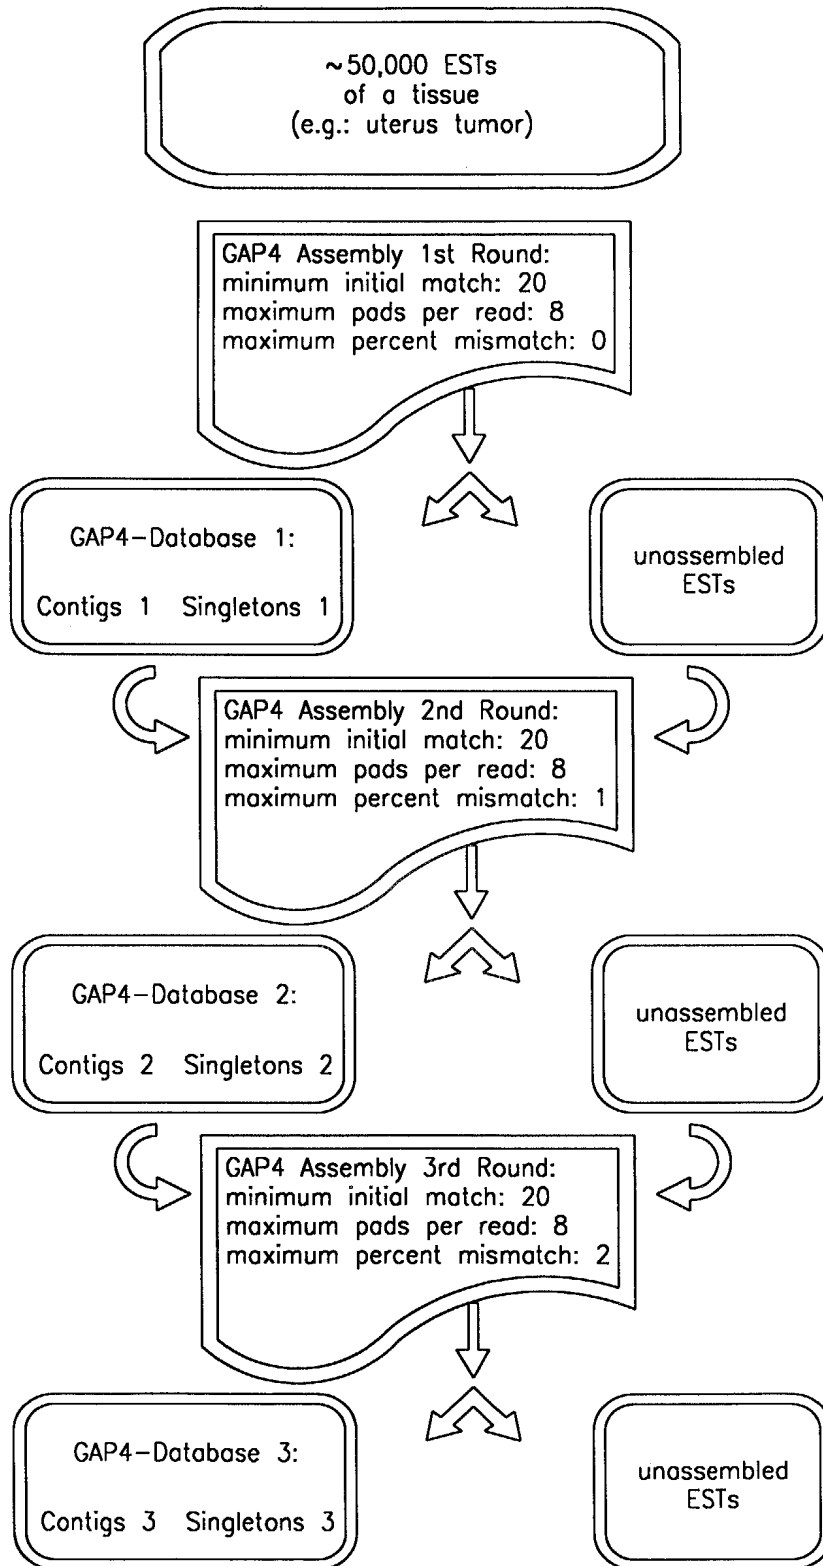 ~50,000 ESTs
of a tissue
(e.g.: uterus tumor)
GAP4 Assembly 1st Round:
minimum initial match: 20
maximum pads per read: 8
maximum percent mismatch: 0
GAP4-Database 1:
Contigs 1 Singletons 1
unassembled
ESTs
GAP4 Assembly 2nd Round:
minimum initial match: 20
maximum pads per read: 8
maximum percent mismatch: 1
GAP4-Database 2:
Contigs 2 Singletons 2
unassembled
ESTs
GAP4 Assembly 3rd Round:
minimum initial match: 20
maximum pads per read: 8
maximum percent mismatch: 2
GAP4-Database 3:
Contigs 3 Singletons 3
unassembled
ESTs